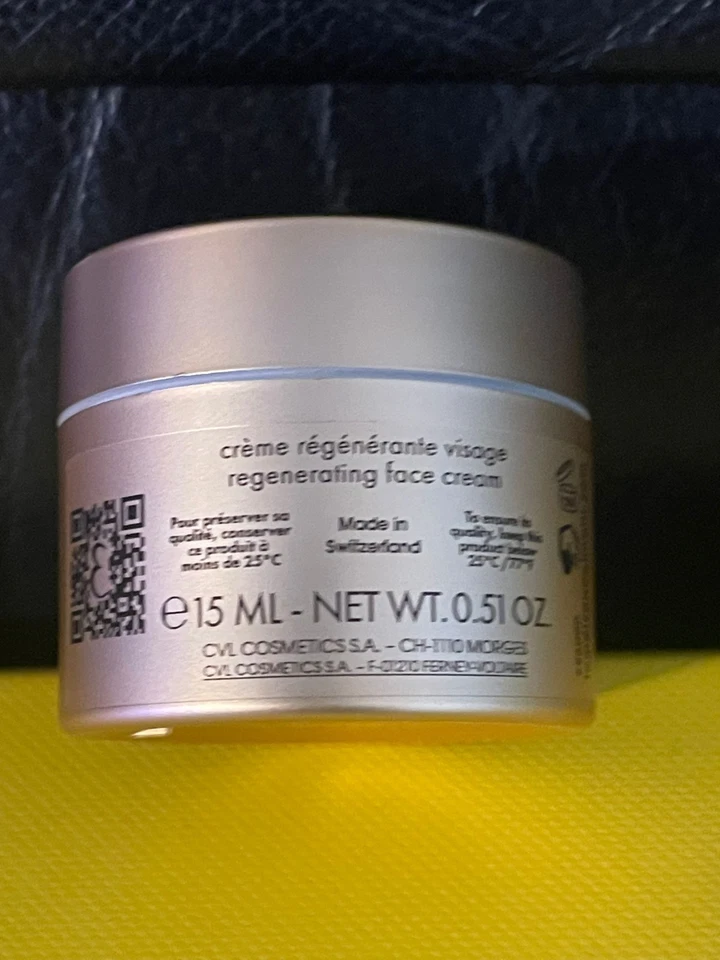 crème régénérante visage
regenerating face cream
Pour préserver sa
qualité, conserver
ce produit à
moins de 25°C
Made in
Switzerland
To ensure its
quality, keep this
product below
25°C/77°F
e 15 ML - NET WT. 0.51 OZ.
CVL COSMETICS S.A. - CH-1110 MORGES
CVL COSMETICS S.A. - F-01210 FERNEY-VOLTAIRE